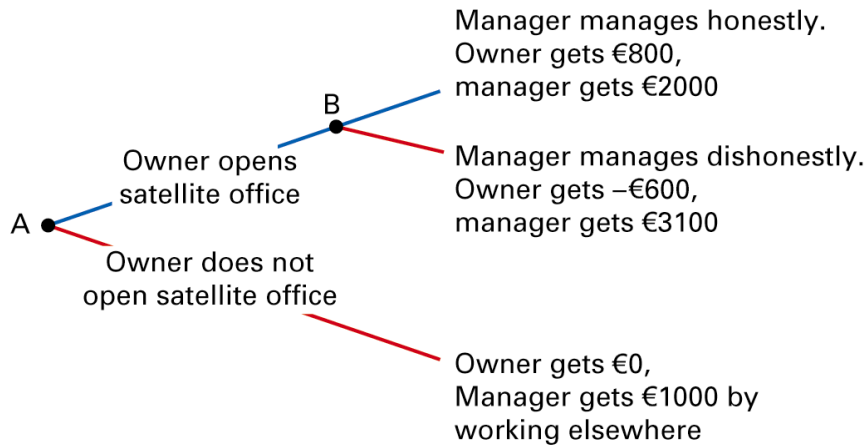 Manager manages honestly.
Owner gets €800,
manager gets €2000
B
Owner opens
satellite office
Manager manages dishonestly.
Owner gets –€600,
manager gets €3100
A
Owner does not
open satellite office
Owner gets €0,
Manager gets €1000 by
working elsewhere